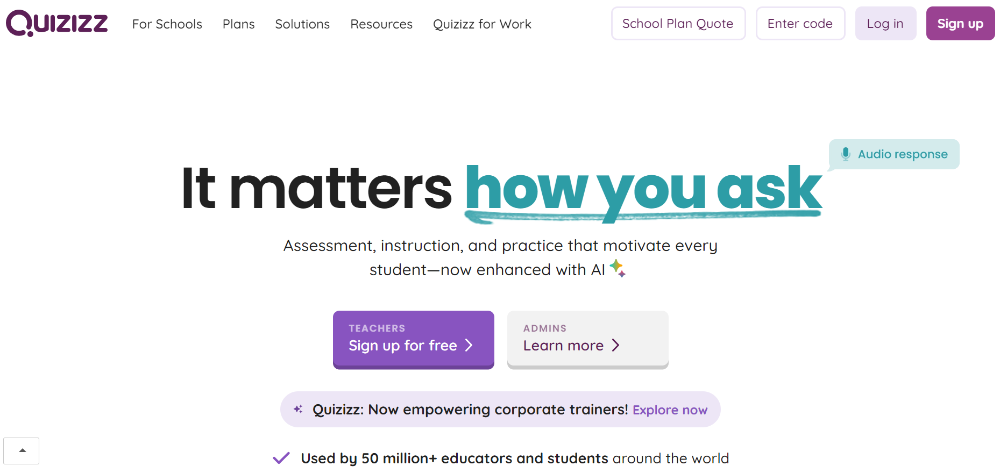 Quizizz
For Schools
Plans
Solutions
Resources
Quizizz for Work
School Plan Quote
Enter code
Log in
Sign up
Audio response
It matters how you ask
Assessment, instruction, and practice that motivate every
student—now enhanced with AI
TEACHERS
Sign up for free
ADMINS
Learn more
Quizizz: Now empowering corporate trainers! Explore now
Used by 50 million+ educators and students around the world